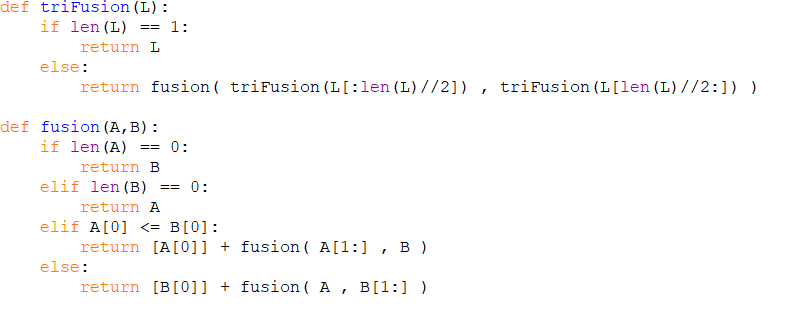 def triFusion(L):
    if len(L) == 1:
        return L
    else:
        return fusion( triFusion(L[:len(L)//2]) , triFusion(L[len(L)//2:]) )

def fusion(A,B):
    if len(A) == 0:
        return B
    elif len(B) == 0:
        return A
    elif A[0] <= B[0]:
        return [A[0]] + fusion( A[1:] , B )
    else:
        return [B[0]] + fusion( A , B[1:] )